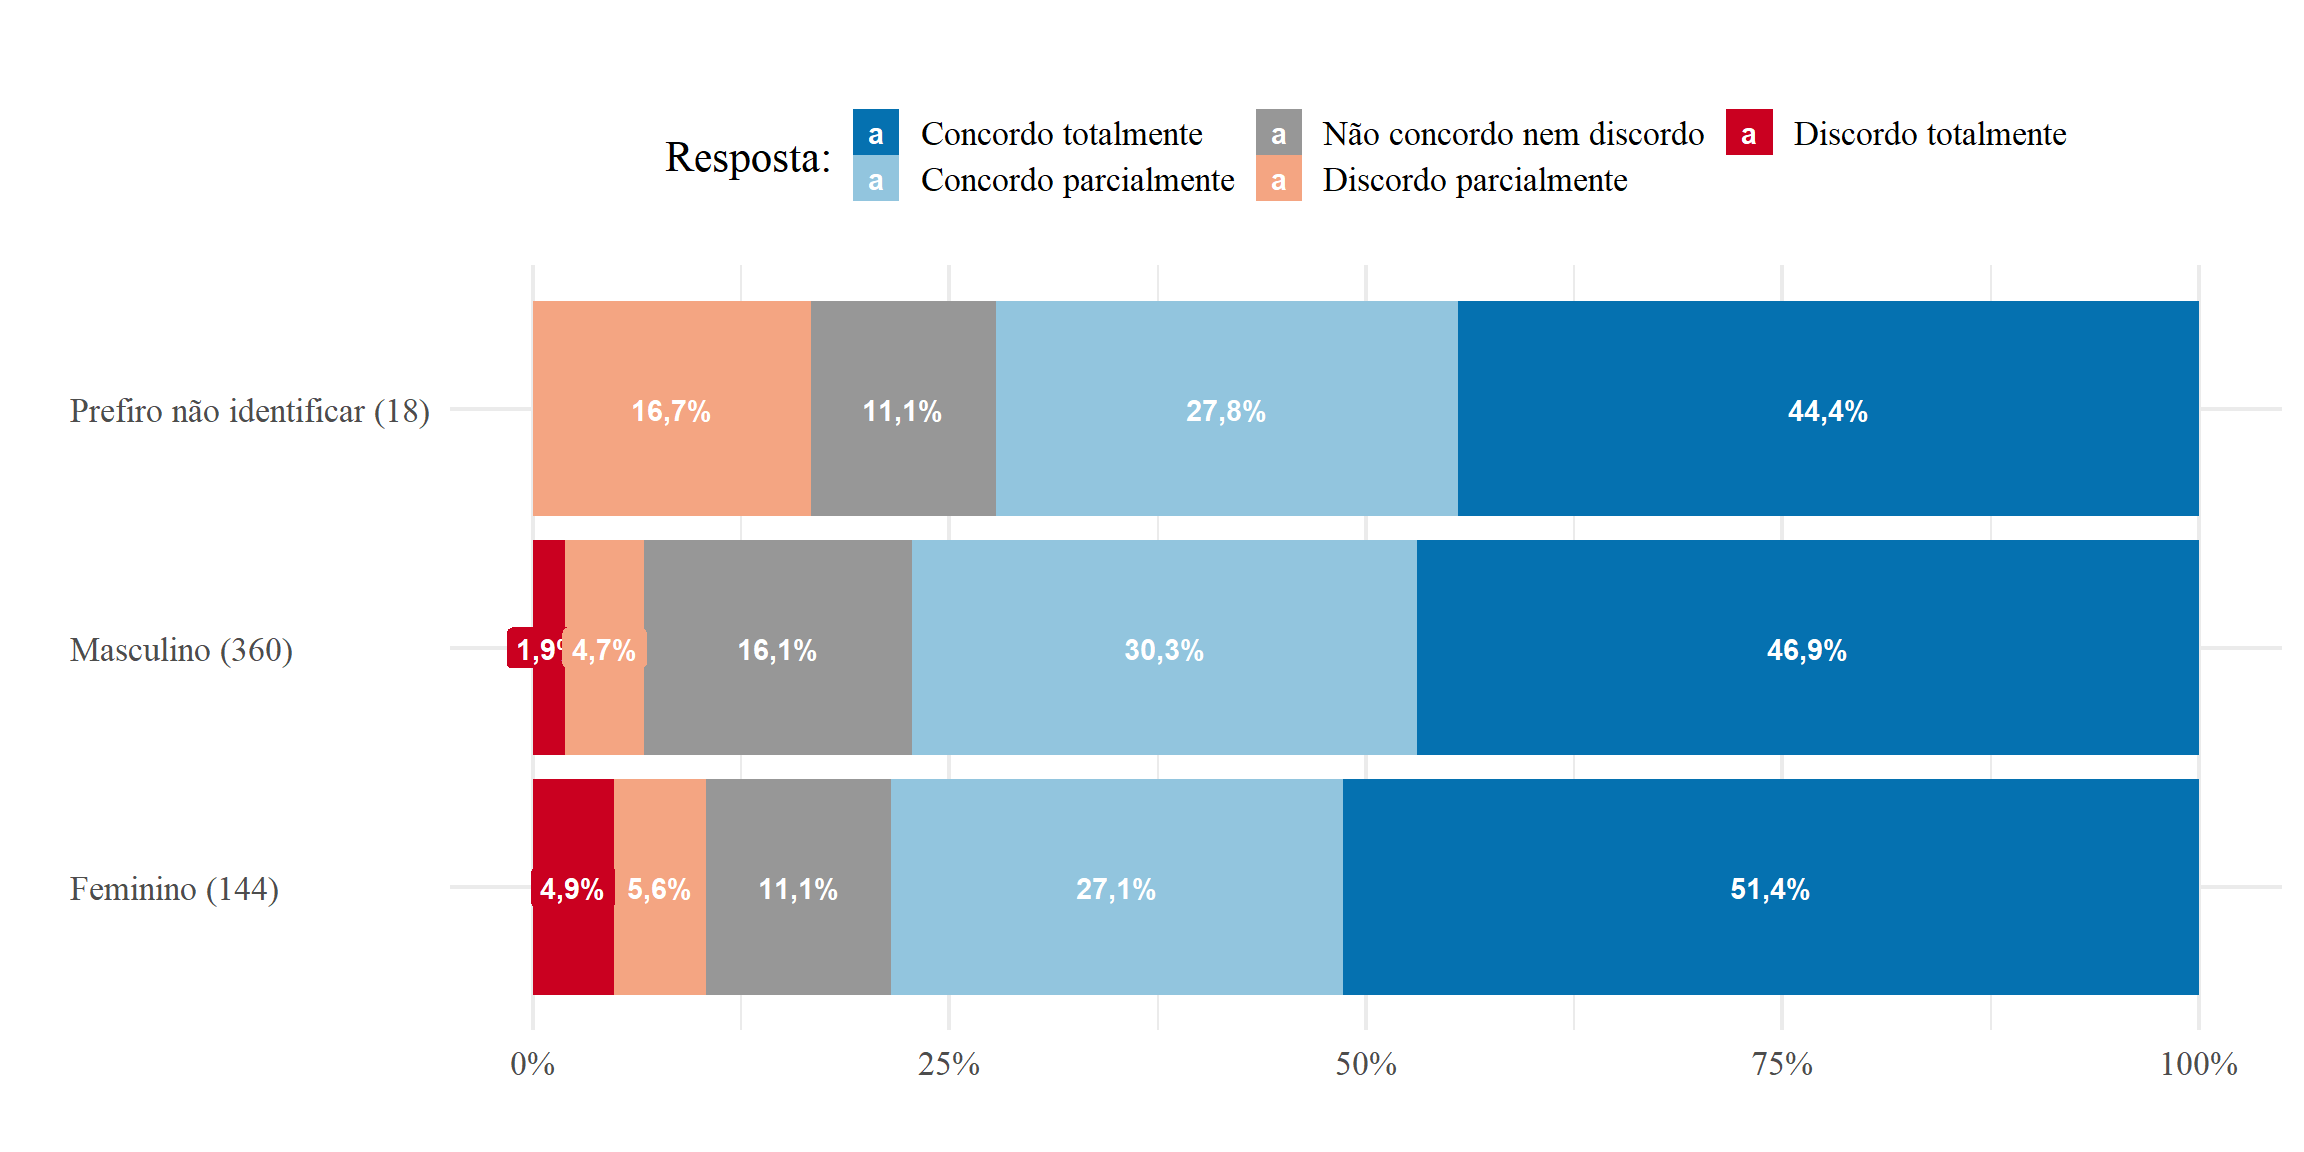 Resposta:
a Concordo totalmente
a Concordo parcialmente
a Não concordo nem discordo
a Discordo parcialmente
a Discordo totalmente
Prefiro não identificar (18)
16,7% 11,1% 27,8% 44,4%
Masculino (360)
1,9% 4,7% 16,1% 30,3% 46,9%
Feminino (144)
4,9% 5,6% 11,1% 27,1% 51,4%
0% 25% 50% 75% 100%